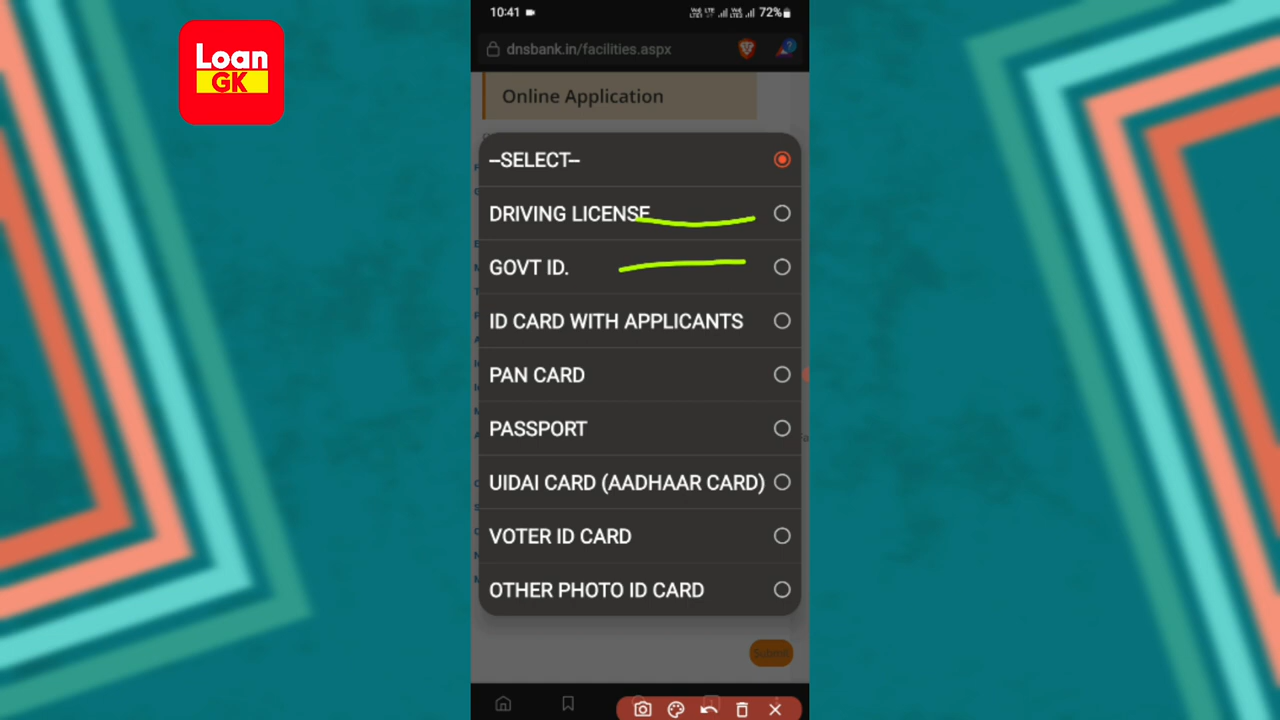 Loan
GK
10:41
72%
dnsbank.in/facilities.aspx
Online Application
--SELECT--
DRIVING LICENSE
GOVT ID.
ID CARD WITH APPLICANTS
PAN CARD
PASSPORT
UIDAI CARD (AADHAAR CARD)
VOTER ID CARD
OTHER PHOTO ID CARD
Submit